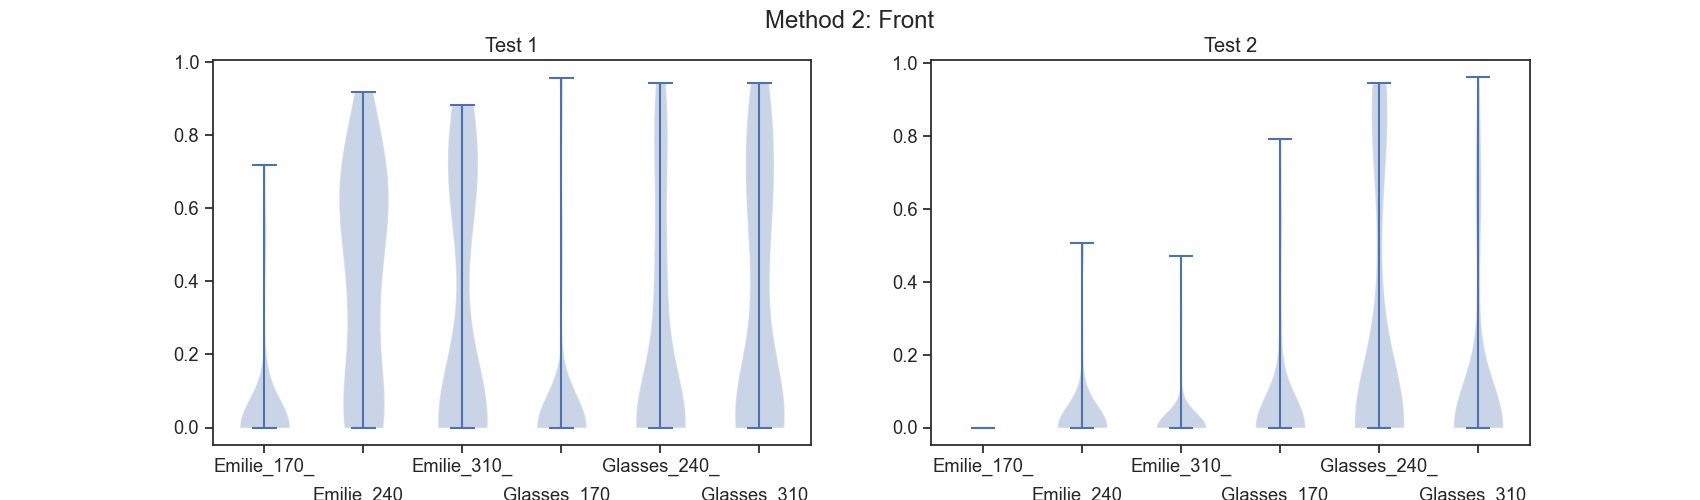 Method 2: Front
Test 1
1.0
0.8
0.6
0.4
0.2
0.0
Emilie_170_
Emilie_310_
Glasses_240_
Emilie_240
Glasses_170
Glasses_310
Test 2
1.0
0.8
0.6
0.4
0.2
0.0
Emilie_170_
Emilie_310_
Glasses_240_
Emilie_240
Glasses_170
Glasses_310